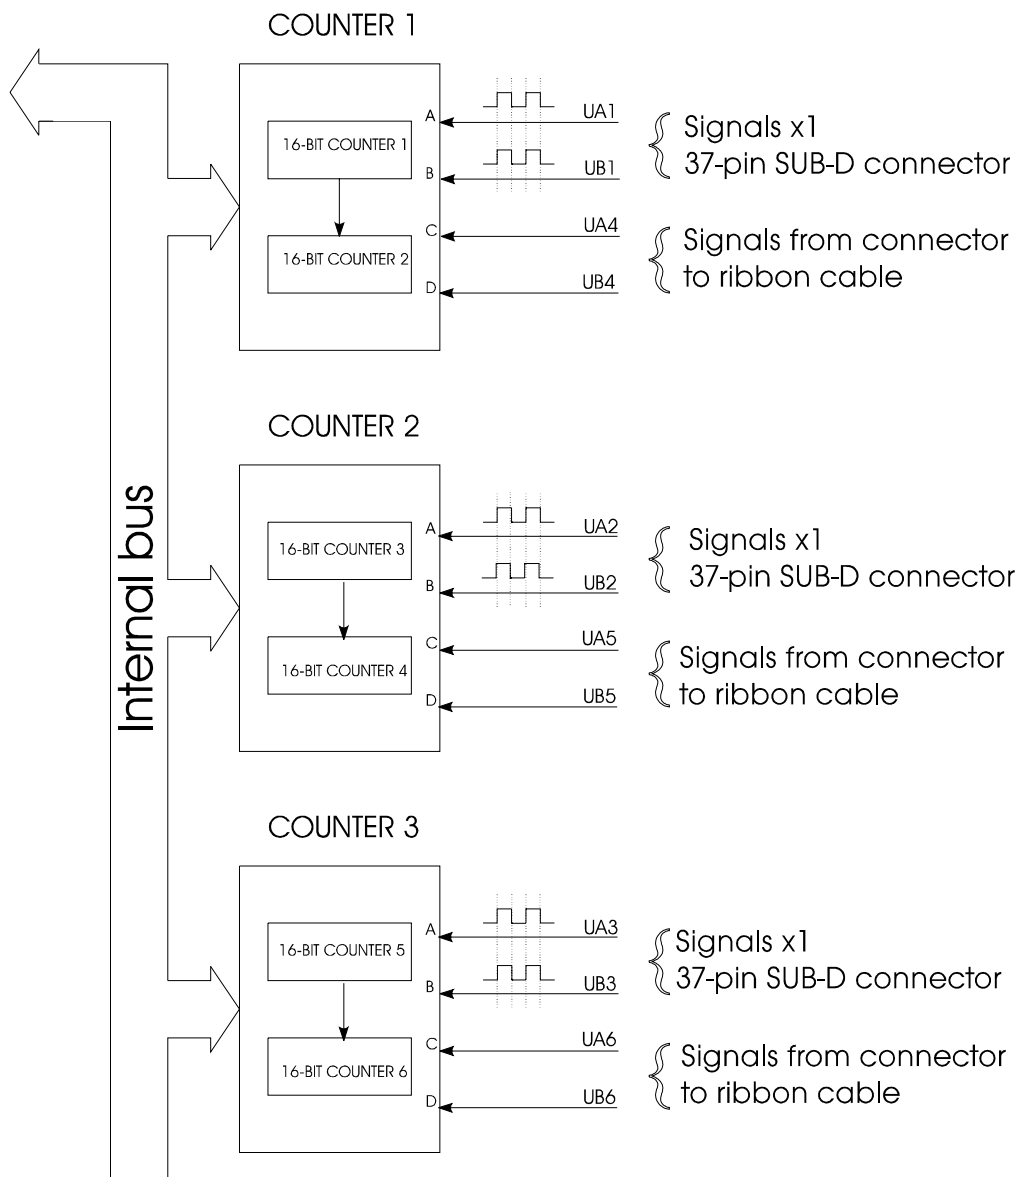 COUNTER 1
A
UA1
Signals x1
16-BIT COUNTER 1
37-pin SUB-D connector
B
UB1
C
UA4
Signals from connector
16-BIT COUNTER 2
to ribbon cable
D
UB4
COUNTER 2
Internal bus
A
UA2
Signals x1
16-BIT COUNTER 3
37-pin SUB-D connector
B
UB2
C
UA5
Signals from connector
16-BIT COUNTER 4
to ribbon cable
D
UB5
COUNTER 3
A
UA3
Signals x1
16-BIT COUNTER 5
37-pin SUB-D connector
B
UB3
C
UA6
Signals from connector
16-BIT COUNTER 6
to ribbon cable
D
UB6